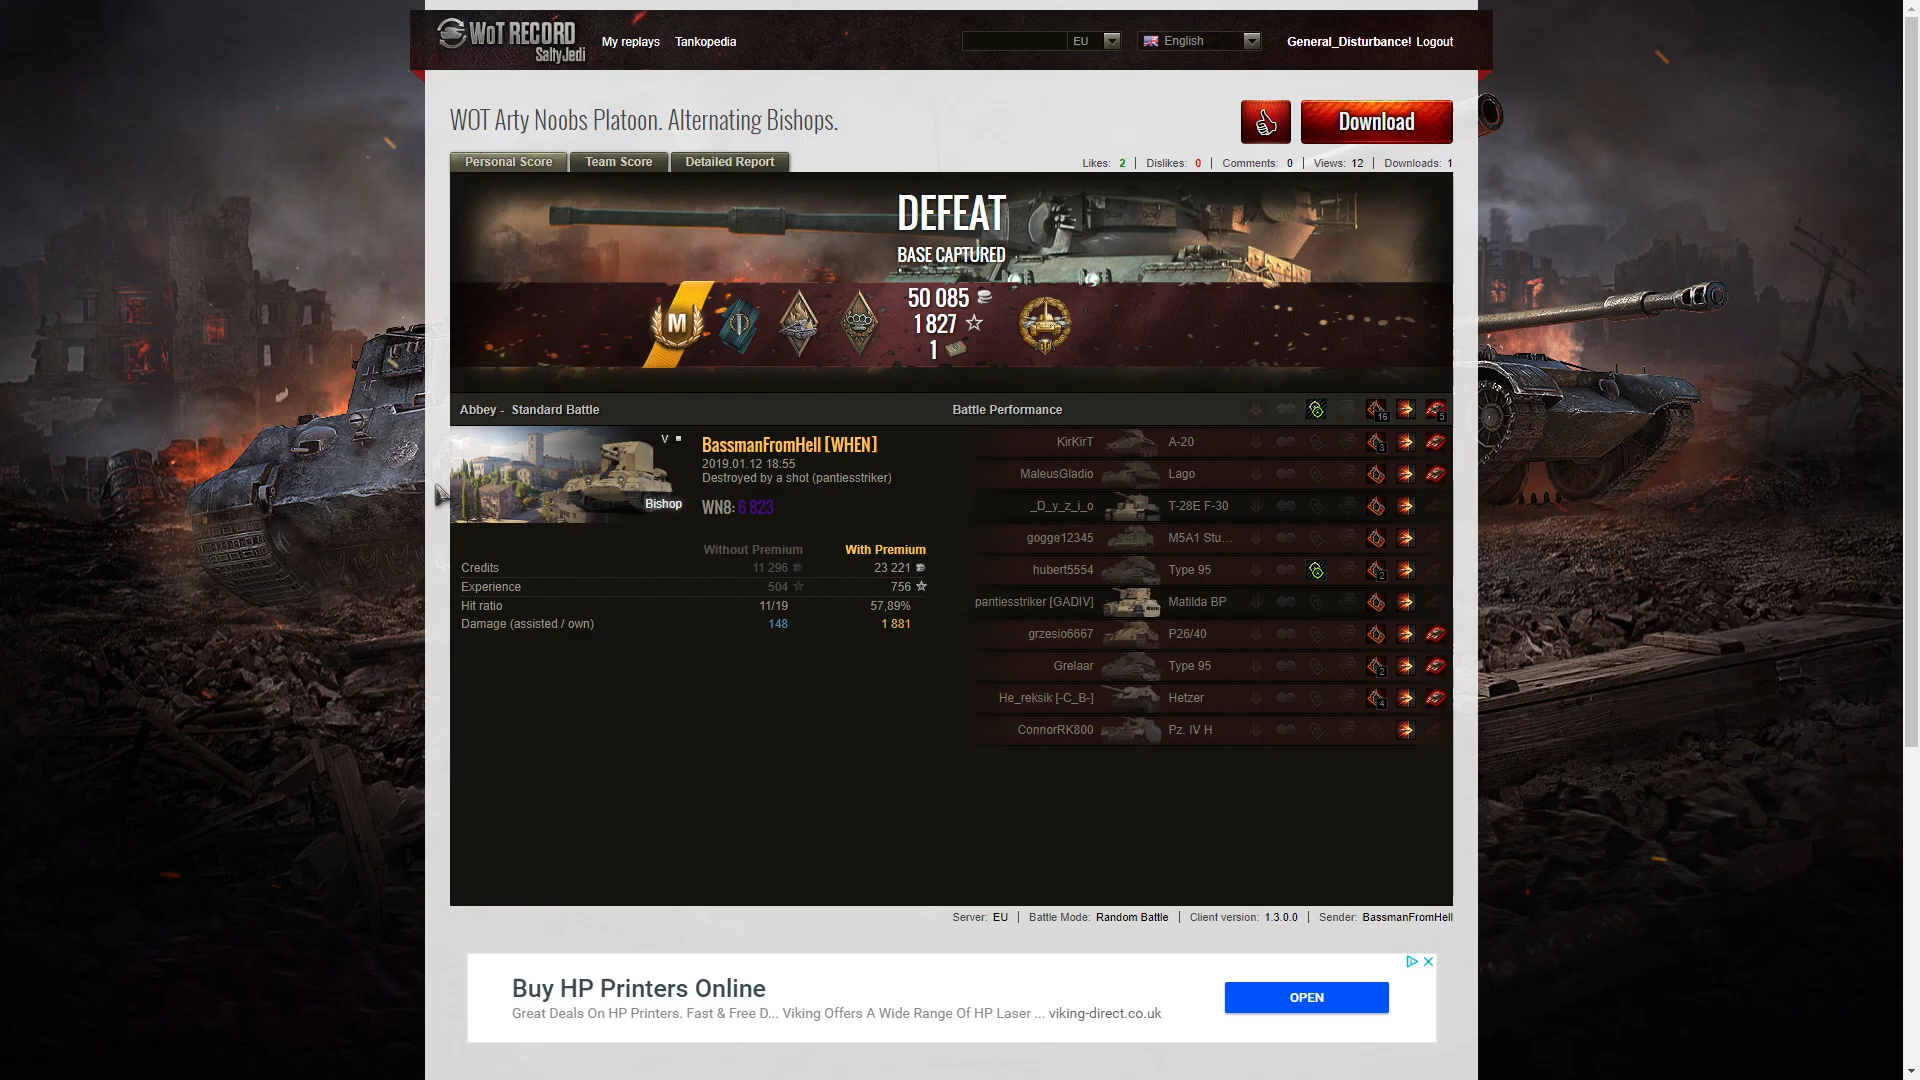 WOT RECORD
SaltyJedi
My replays
Tankopedia
EU
English
General_Disturbance! Logout
WOT Arty Noobs Platoon. Alternating Bishops.
Download
Personal Score
Team Score
Detailed Report
Likes: 2 | Dislikes: 0 | Comments: 0 | Views: 12 | Downloads: 1
DEFEAT
BASE CAPTURED
M
50 085
1 827
1
Abbey - Standard Battle
V
Bishop
BassmanFromHell [WHEN]
2019.01.12 18:55
Destroyed by a shot (pantiesstriker)
WN8: 6 823
Without Premium With Premium
Credits 11 296 23 221
Experience 504 756
Hit ratio 11/19 57,89%
Damage (assisted / own) 148 1 881
Battle Performance 16 5
KirKirT A-20 3
MaleusGladio Lago
_D_y_z_i_o T-28E F-30
gogge12345 M5A1 Stu...
hubert5554 Type 95 2
pantiesstriker [GADIV] Matilda BP
grzesio6667 P26/40
Grelaar Type 95 2
He_reksik [-C_B-] Hetzer 4
ConnorRK800 Pz. IV H
Server: EU | Battle Mode: Random Battle | Client version: 1.3.0.0 | Sender: BassmanFromHell
Buy HP Printers Online
Great Deals On HP Printers. Fast & Free D... Viking Offers A Wide Range Of HP Laser ... viking-direct.co.uk
OPEN